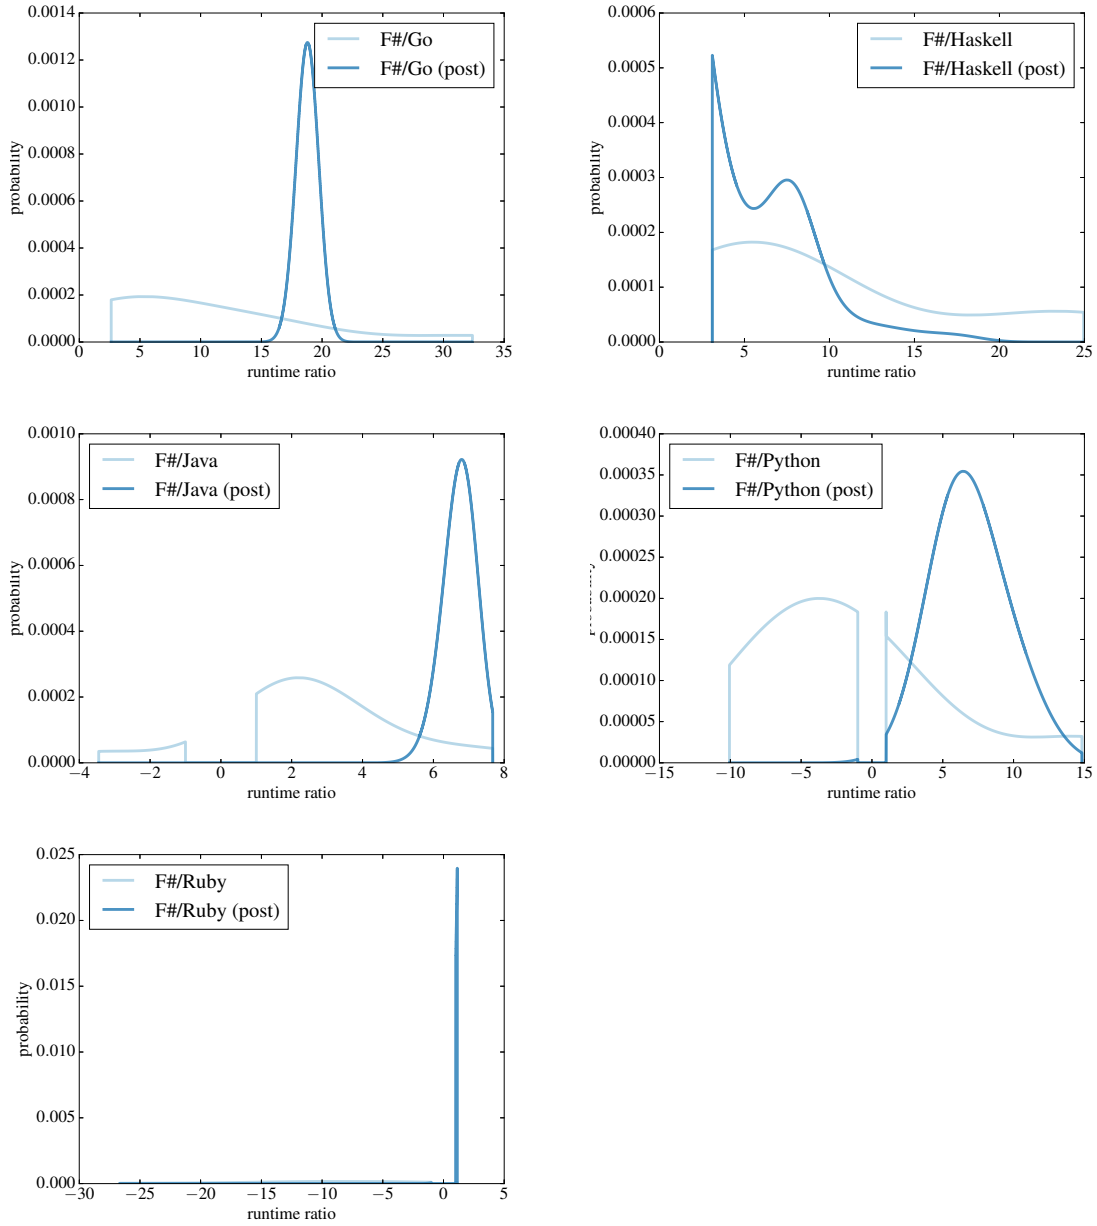 0.0014
0.0012
0.0010
0.0008
0.0006
0.0004
0.0002
0.0000
probability
0 5 10 15 20 25 30 35
runtime ratio
F#/Go
F#/Go (post)
0.0006
0.0005
0.0004
0.0003
0.0002
0.0001
0.0000
probability
0 5 10 15 20 25
runtime ratio
F#/Haskell
F#/Haskell (post)
0.0010
0.0008
0.0006
0.0004
0.0002
0.0000
probability
−4 −2 0 2 4 6 8
runtime ratio
F#/Java
F#/Java (post)
0.00040
0.00035
0.00030
0.00025
0.00020
0.00015
0.00010
0.00005
0.00000
−15 −10 −5 0 5 10 15
runtime ratio
F#/Python
F#/Python (post)
0.025
0.020
0.015
0.010
0.005
0.000
probability
−30 −25 −20 −15 −10 −5 0 5
runtime ratio
F#/Ruby
F#/Ruby (post)